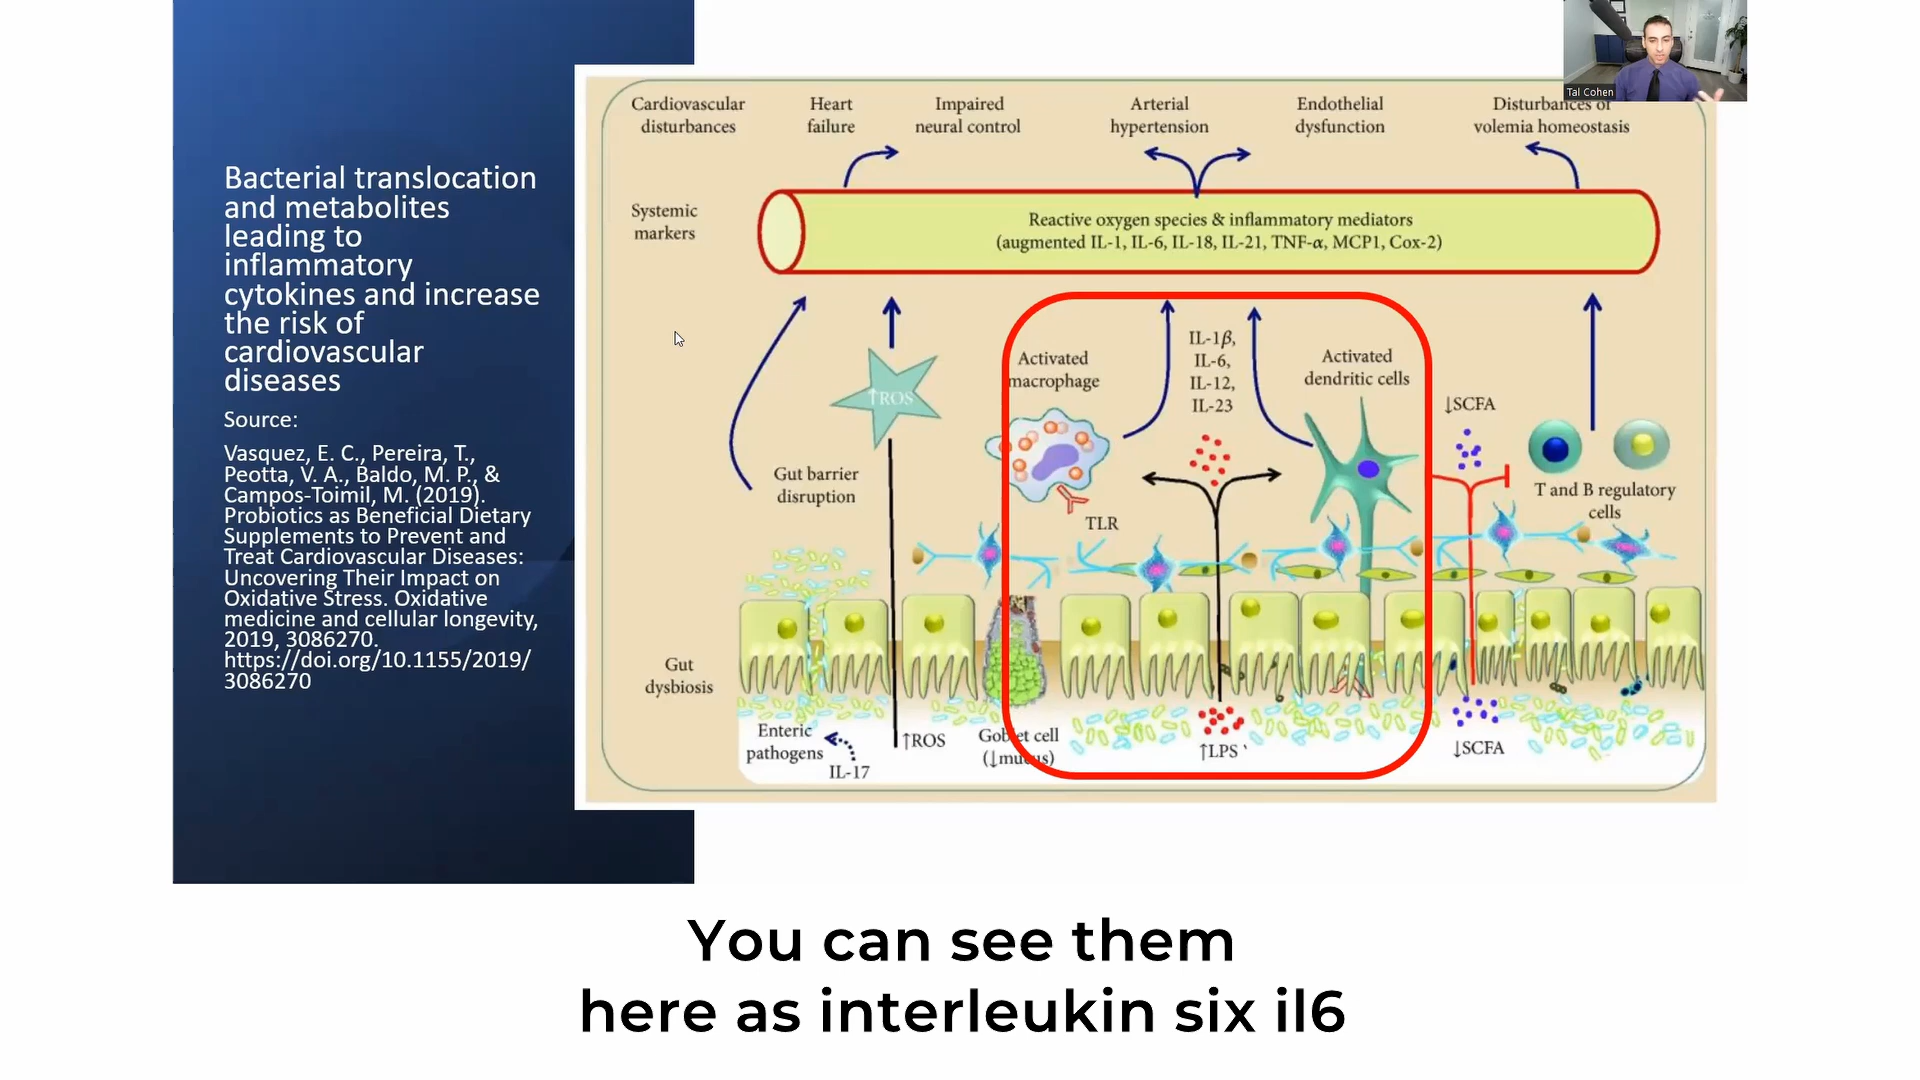 Bacterial translocation
and metabolites
leading to
inflammatory
cytokines and increase
the risk of
cardiovascular
diseases
Source:
Vasquez, E. C., Pereira, T.,
Peotta, V. A., Baldo, M. P., &
Campos-Toimil, M. (2019).
Probiotics as Beneficial Dietary
Supplements to Prevent and
Treat Cardiovascular Diseases:
Uncovering Their Impact on
Oxidative Stress. Oxidative
medicine and cellular longevity,
2019, 3086270.
https://doi.org/10.1155/2019/
3086270
Tal Cohen
Cardiovascular
disturbances
Heart
failure
Impaired
neural control
Arterial
hypertension
Endothelial
dysfunction
Disturbances of
volemia homeostasis
Systemic
markers
Reactive oxygen species & inflammatory mediators
(augmented IL-1, IL-6, IL-18, IL-21, TNF-α, MCP1, Cox-2)
↑ROS
Gut barrier
disruption
Activated
macrophage
TLR
IL-1β,
IL-6,
IL-12,
IL-23
Activated
dendritic cells
↓SCFA
T and B regulatory
cells
Gut
dysbiosis
Enteric
pathogens
IL-17
↑ROS
Goblet cell
(↓mucus)
↑LPS
↓SCFA
You can see them
here as interleukin six il6